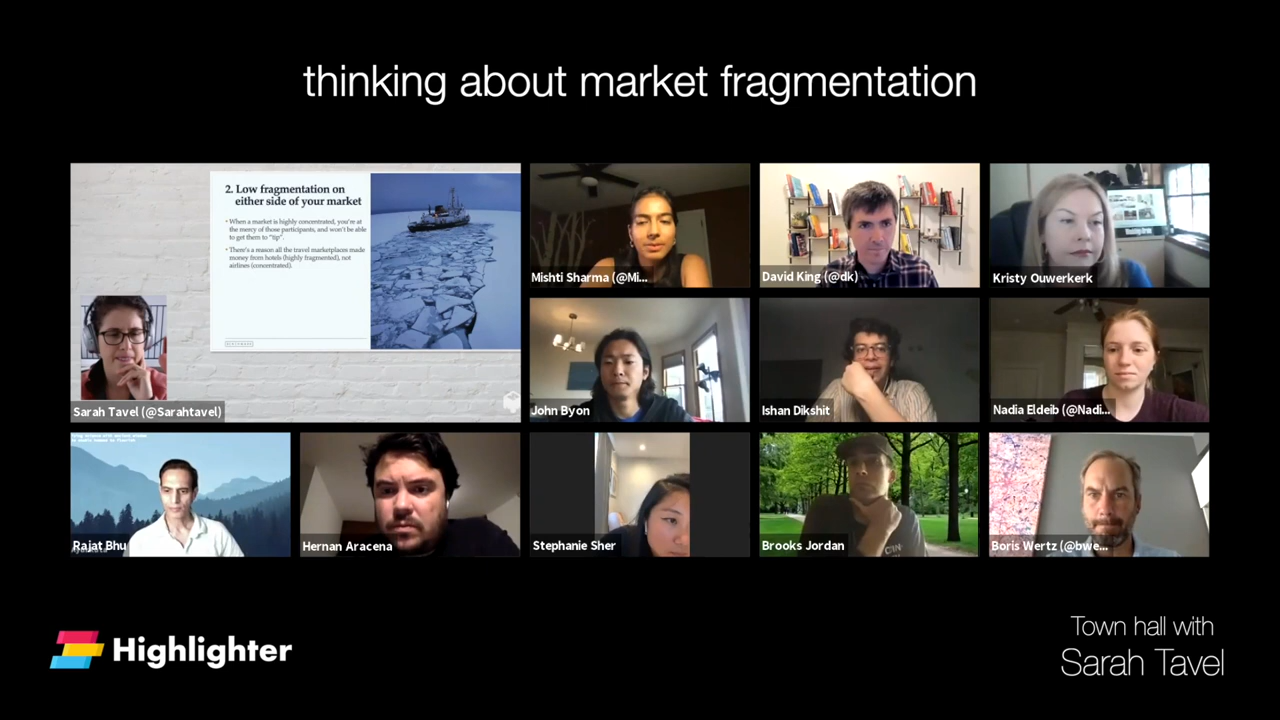 thinking about market fragmentation
2. Low fragmentation on
either side of your market
• When a market is highly concentrated, you're at
the mercy of those participants, and won't be able
to get them to "tip".
• There's a reason all the travel marketplaces made
money from hotels (highly fragmented), not
airlines (concentrated).
Sarah Tavel (@Sarahtavel)
Mishti Sharma (@Mi...
David King (@dk)
Kristy Ouwerkerk
John Byon
Ishan Dikshit
Nadia Eldeib (@Nadi...
Rajat Bhu
Hernan Aracena
Stephanie Sher
Brooks Jordan
Boris Wertz (@bwe...
Highlighter
Town hall with
Sarah Tavel